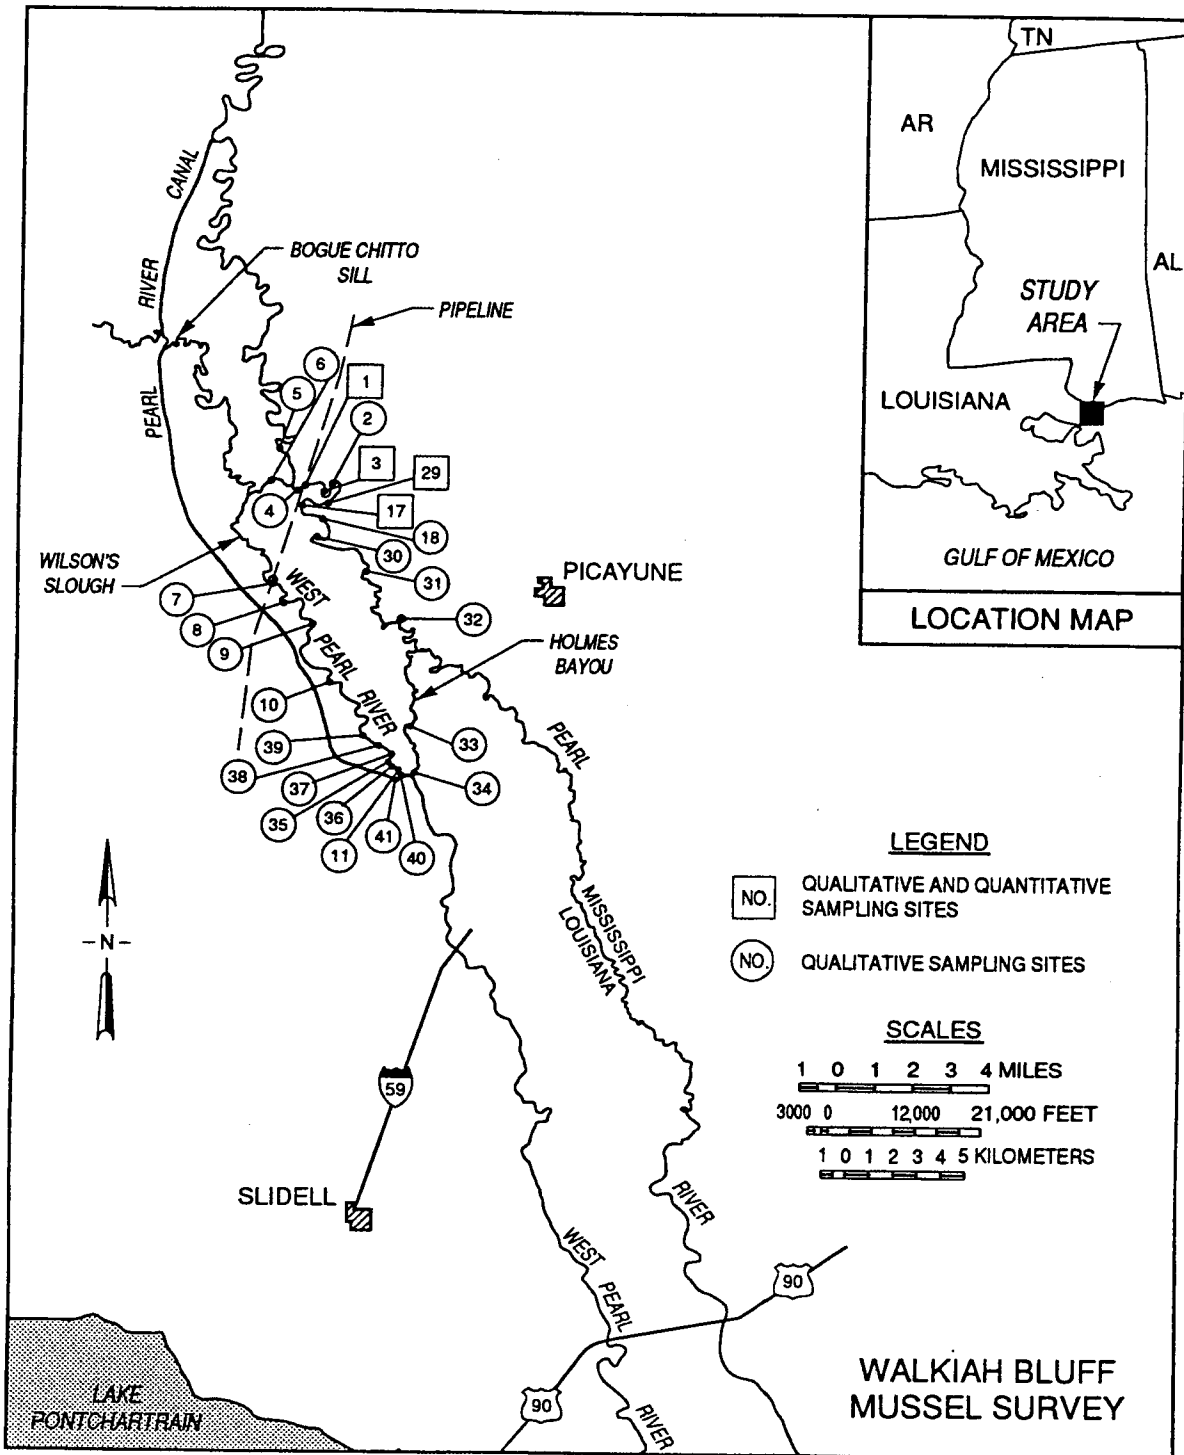 TN
AR
MISSISSIPPI
AL
STUDY
AREA
LOUISIANA
GULF OF MEXICO
LOCATION MAP
CANAL
RIVER
PEARL
BOGUE CHITTO
SILL
PIPELINE
6
5
1
2
3
29
4
17
18
30
WILSON'S
SLOUGH
31
PICAYUNE
7
WEST
8
32
9
PEARL
HOLMES
BAYOU
10
RIVER
PEARL
39
33
38
37
34
35
36
41
11
40
LEGEND
NO.
QUALITATIVE AND QUANTITATIVE
SAMPLING SITES
NO.
QUALITATIVE SAMPLING SITES
-N-
MISSISSIPPI
LOUISIANA
SCALES
1 0 1 2 3 4 MILES
3000 0 12,000 21,000 FEET
1 0 1 2 3 4 5 KILOMETERS
59
SLIDELL
RIVER
WEST PEARL
90
90
RIVER
LAKE
PONTCHARTRAIN
WALKIAH BLUFF
MUSSEL SURVEY